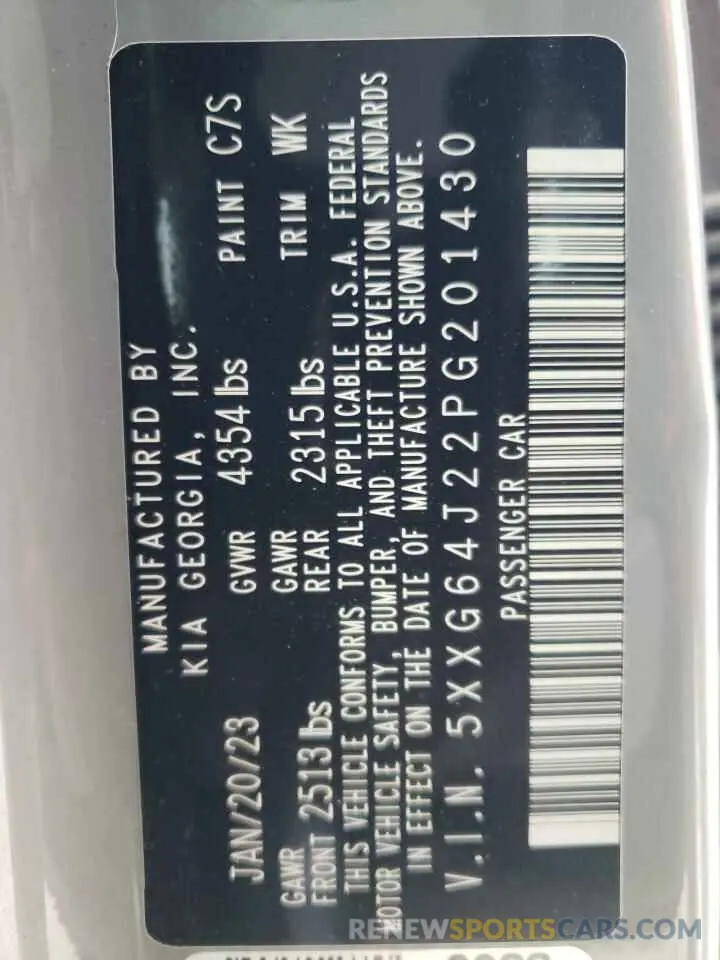 MANUFACTURED BY
KIA GEORGIA, INC.
JAN/20/23 GVWR 4354 lbs PAINT C7S
GAWR FRONT 2513 lbs GAWR REAR 2315 lbs TRIM WK
THIS VEHICLE CONFORMS TO ALL APPLICABLE U.S.A. FEDERAL
MOTOR VEHICLE SAFETY, BUMPER, AND THEFT PREVENTION STANDARDS
IN EFFECT ON THE DATE OF MANUFACTURE SHOWN ABOVE.
V.I.N. 5XXG64J22PG201430
PASSENGER CAR
RENEWSPORTSCARS.COM